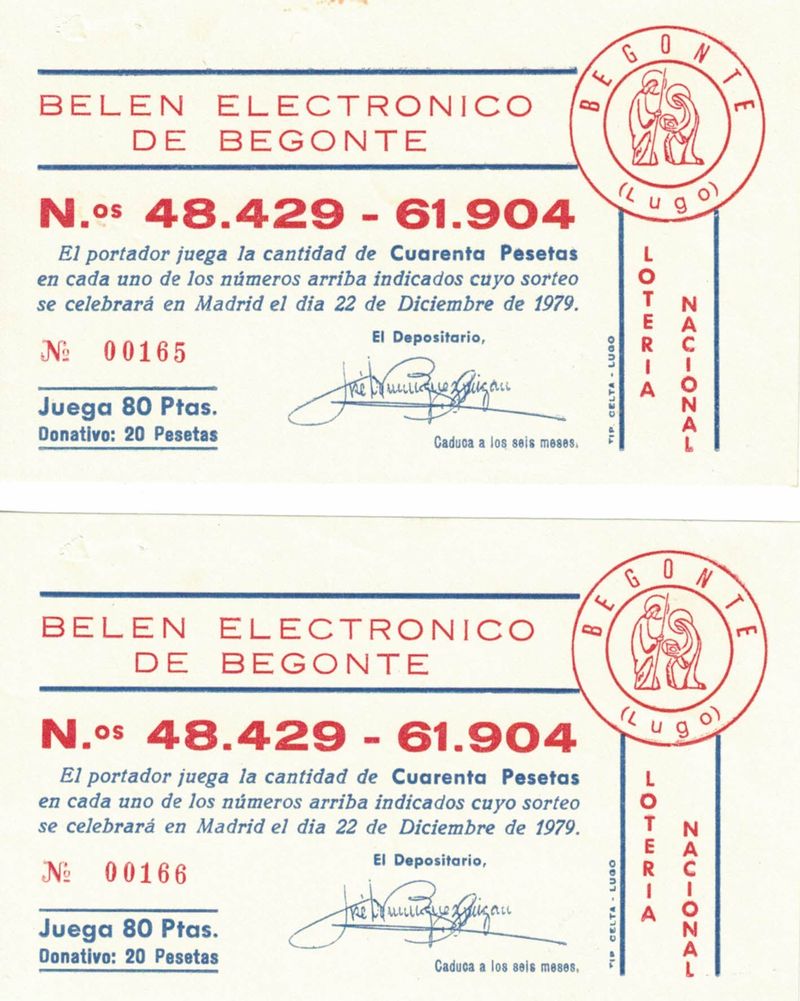 BEGONTE
(Lugo)
BELEN ELECTRONICO
DE BEGONTE
N.os 48.429 - 61.904
El portador juega la cantidad de Cuarenta Pesetas
en cada uno de los números arriba indicados cuyo sorteo
se celebrará en Madrid el dia 22 de Diciembre de 1979.
№ 00165
El Depositario,
Juega 80 Ptas.
Donativo: 20 Pesetas
Caduca a los seis meses.
TIP. CELTA - LUGO
LOTERIA
NACIONAL
BEGONTE
(Lugo)
BELEN ELECTRONICO
DE BEGONTE
N.os 48.429 - 61.904
El portador juega la cantidad de Cuarenta Pesetas
en cada uno de los números arriba indicados cuyo sorteo
se celebrará en Madrid el dia 22 de Diciembre de 1979.
№ 00166
El Depositario,
Juega 80 Ptas.
Donativo: 20 Pesetas
Caduca a los seis meses.
TIP. CELTA - LUGO
LOTERIA
NACIONAL